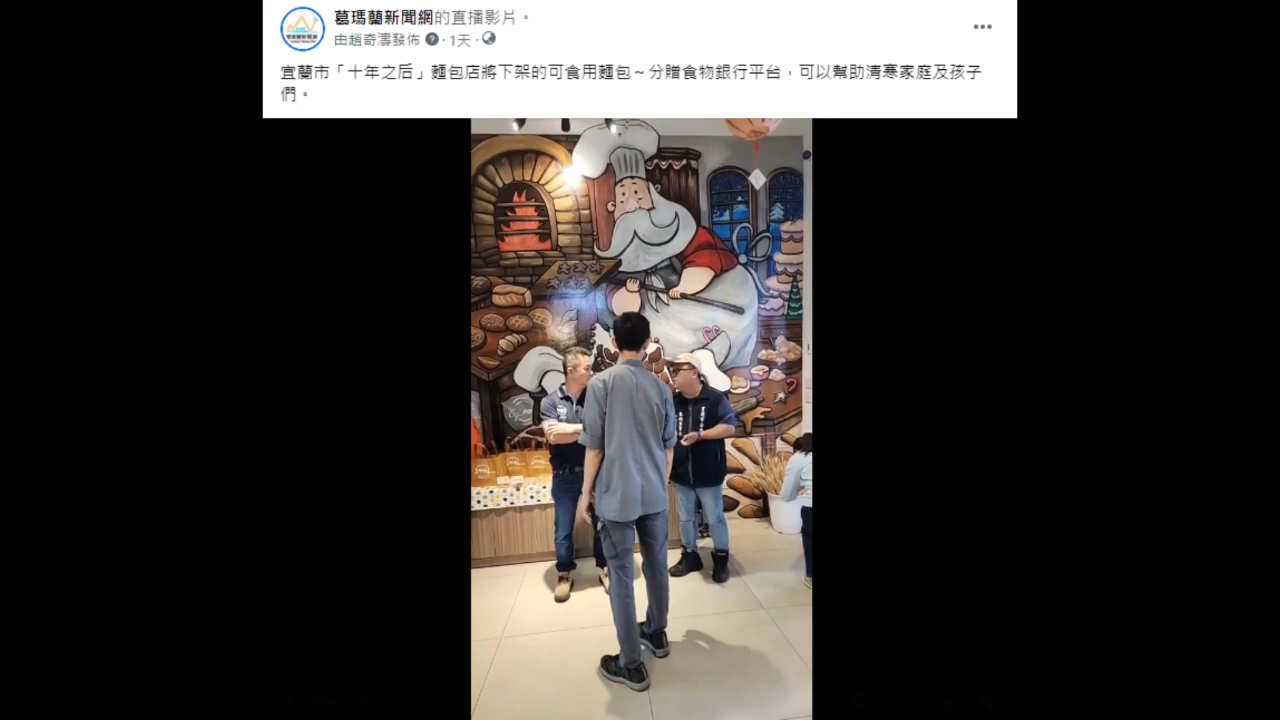 葛瑪蘭新聞網的直播影片。
由趙奇濤發佈 · 1天 ·
宜蘭市「十年之后」麵包店將下架的可食用麵包～分贈食物銀行平台，可以幫助清寒家庭及孩子
們。